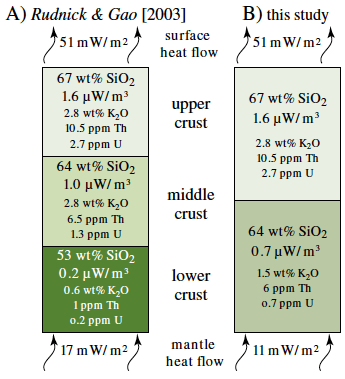 A) Rudnick & Gao [2003]
51 mW/m²
67 wt% SiO₂
1.6 µW/m³
2.8 wt% K₂O
10.5 ppm Th
2.7 ppm U
64 wt% SiO₂
1.0 µW/m³
2.8 wt% K₂O
6.5 ppm Th
1.3 ppm U
53 wt% SiO₂
0.2 µW/m³
0.6 wt% K₂O
1 ppm Th
0.2 ppm U
17 mW/m²
surface
heat flow
upper
crust
middle
crust
lower
crust
mantle
heat flow
B) this study
51 mW/m²
67 wt% SiO₂
1.6 µW/m³
2.8 wt% K₂O
10.5 ppm Th
2.7 ppm U
64 wt% SiO₂
0.7 µW/m³
1.5 wt% K₂O
6 ppm Th
0.7 ppm U
11 mW/m²